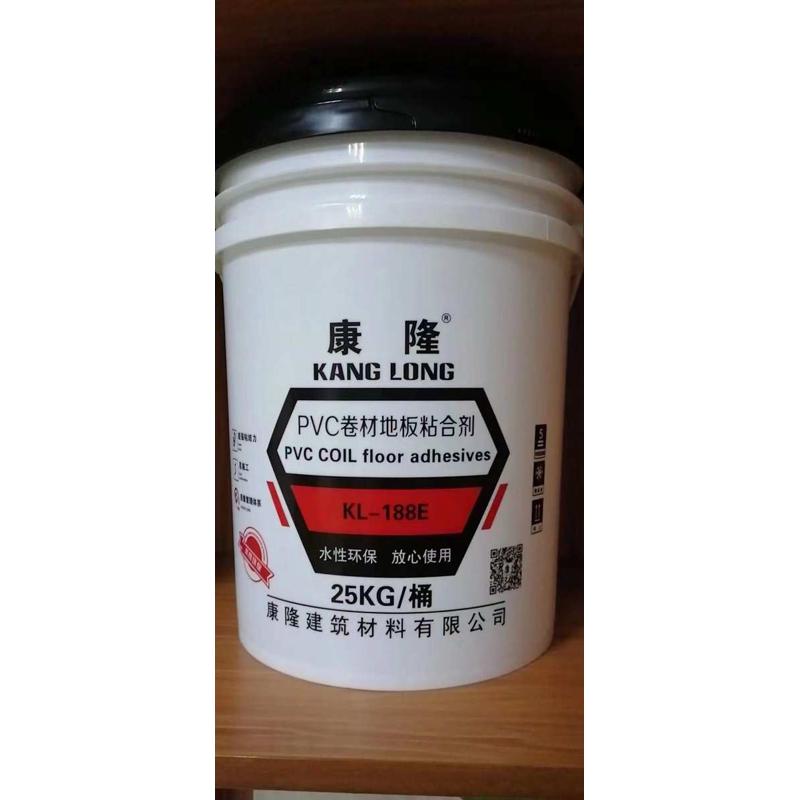 康 隆®
KANG LONG
PVC卷材地板粘合剂
PVC COIL floor adhesives
KL-188E
水性环保 放心使用
25KG/桶
康隆建筑材料有限公司